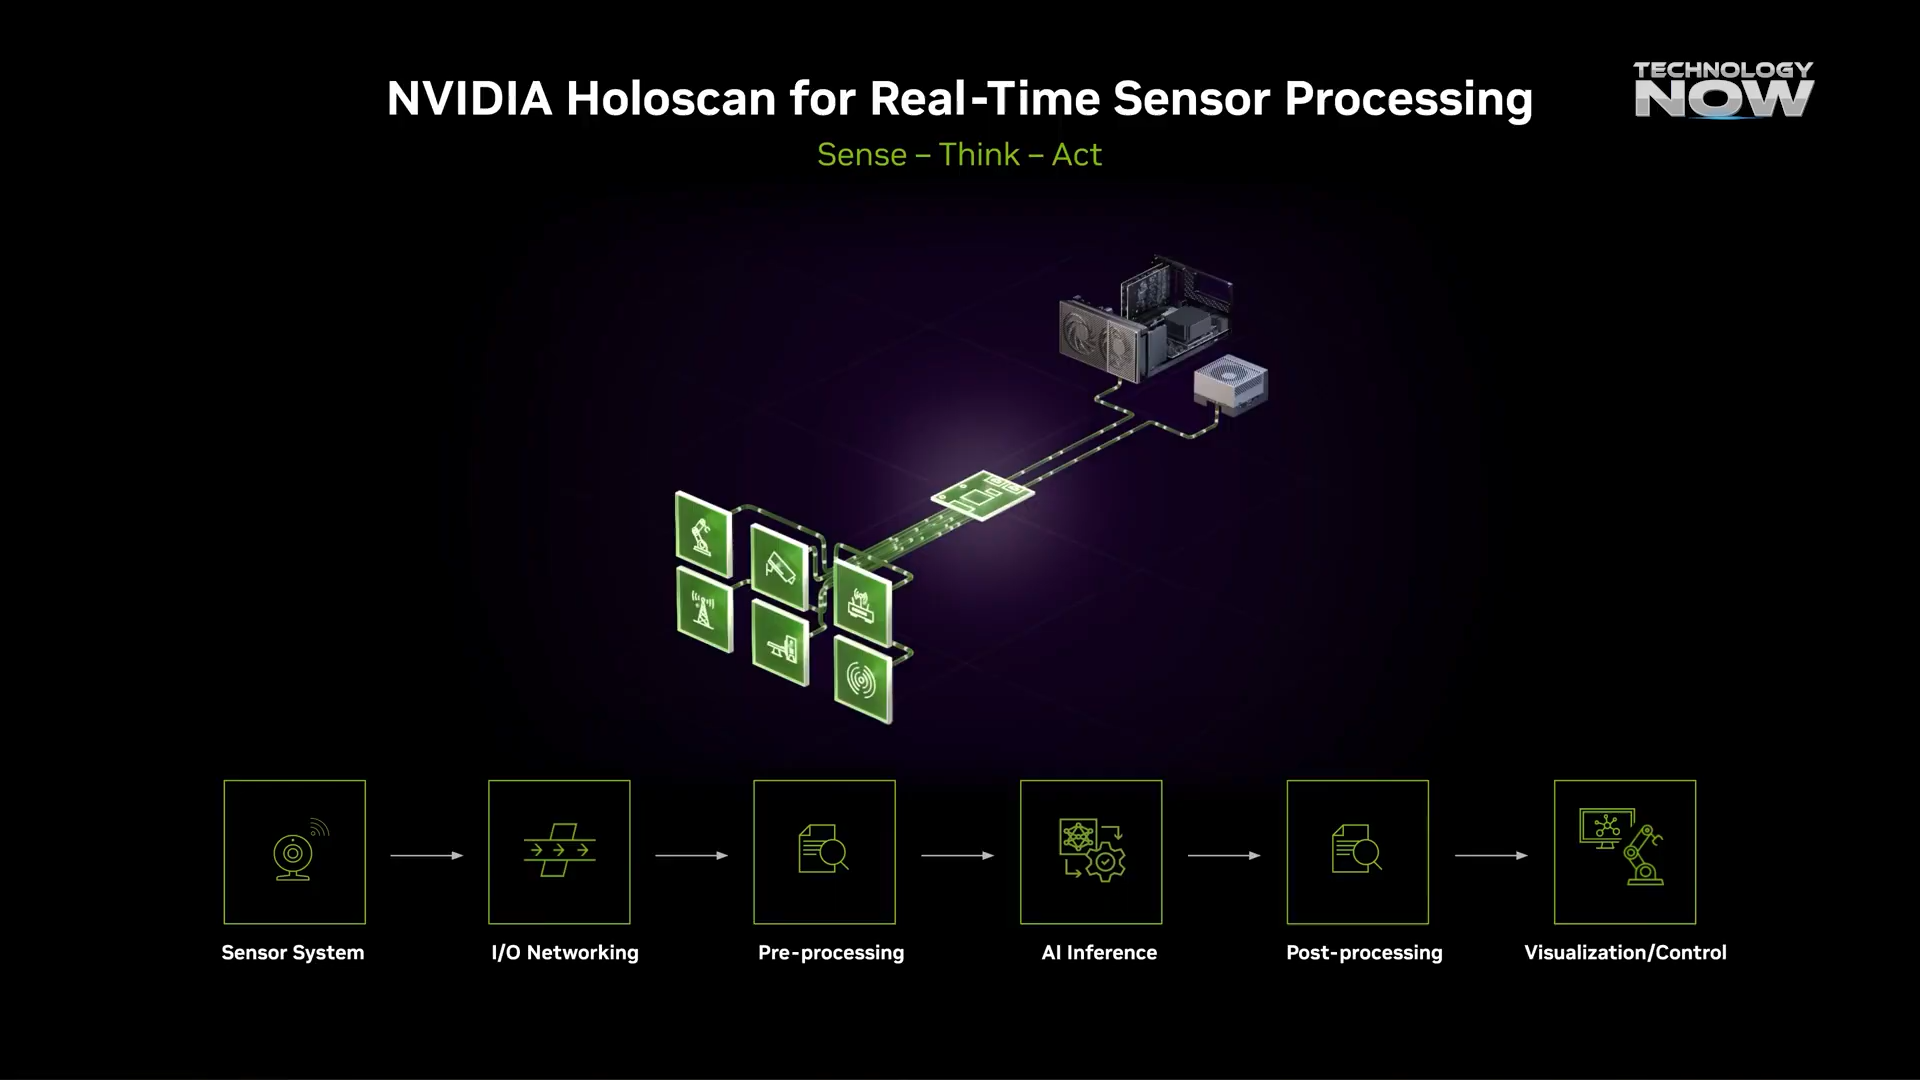 NVIDIA Holoscan for Real-Time Sensor Processing
TECHNOLOGY
NOW
Sense – Think – Act
Sensor System
I/O Networking
Pre-processing
AI Inference
Post-processing
Visualization/Control